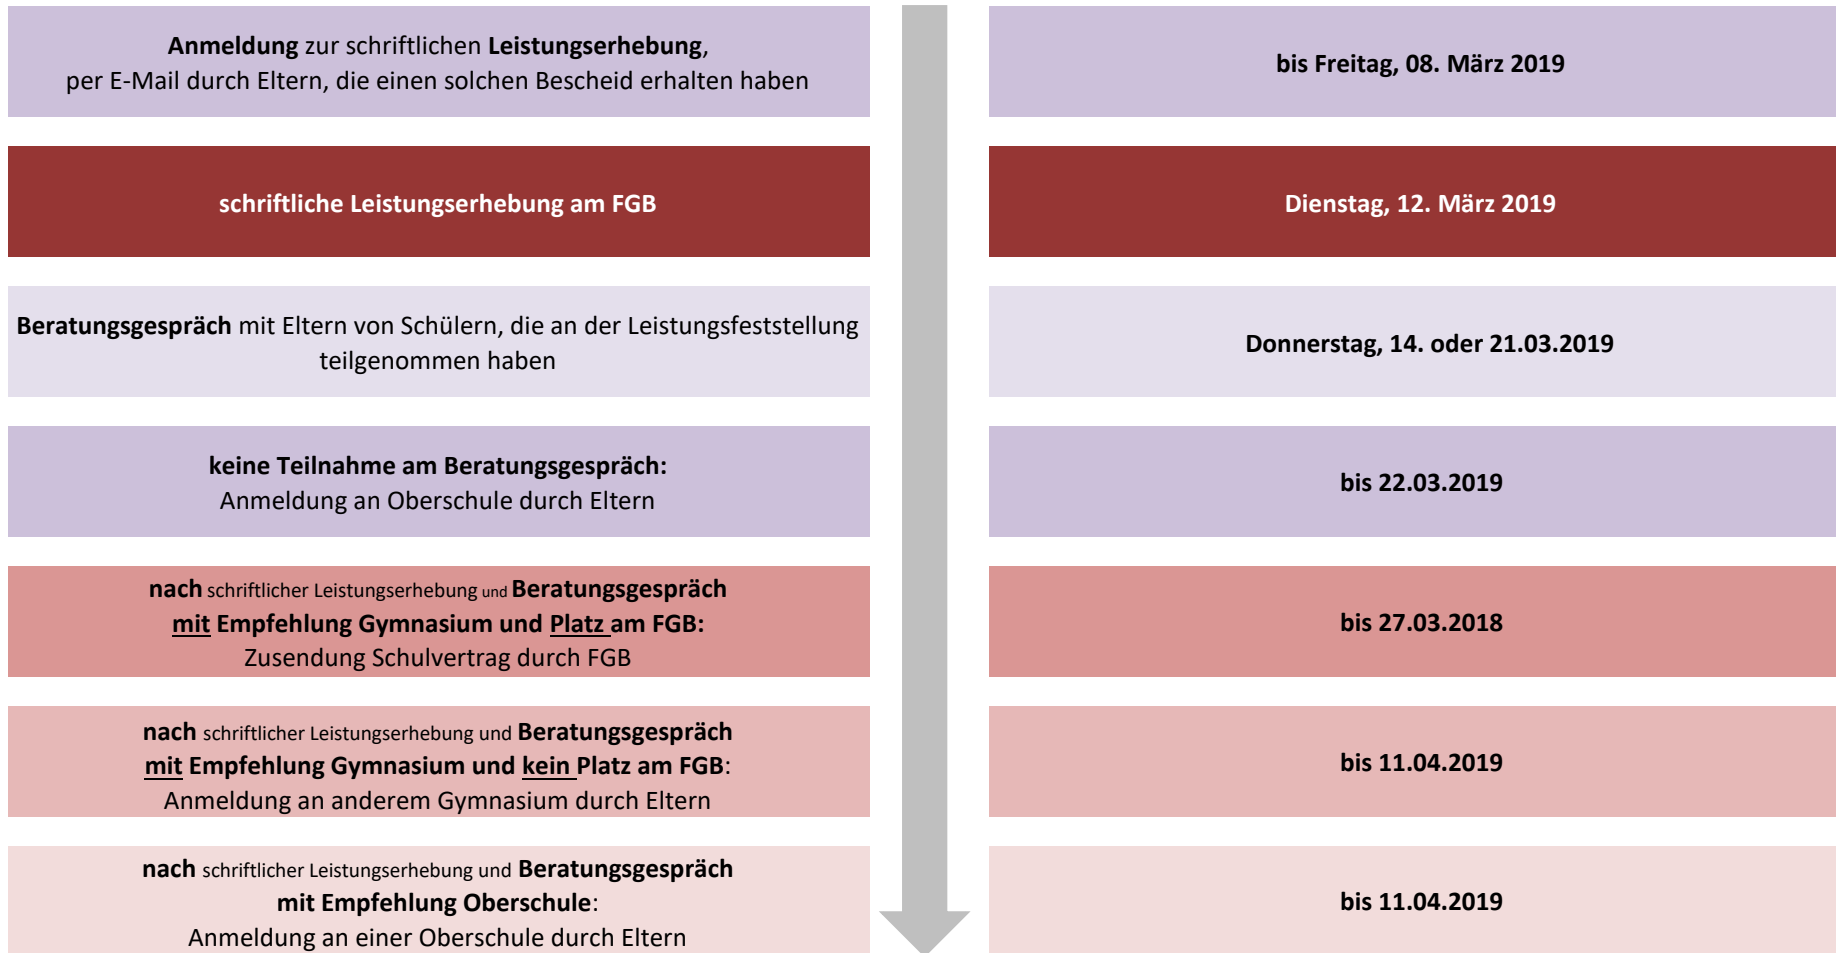 Anmeldung zur schriftlichen Leistungserhebung,
per E-Mail durch Eltern, die einen solchen Bescheid erhalten haben
bis Freitag, 08. März 2019
schriftliche Leistungserhebung am FGB
Dienstag, 12. März 2019
Beratungsgespräch mit Eltern von Schülern, die an der Leistungsfeststellung
teilgenommen haben
Donnerstag, 14. oder 21.03.2019
keine Teilnahme am Beratungsgespräch:
Anmeldung an Oberschule durch Eltern
bis 22.03.2019
nach schriftlicher Leistungserhebung und Beratungsgespräch
mit Empfehlung Gymnasium und Platz am FGB:
Zusendung Schulvertrag durch FGB
bis 27.03.2018
nach schriftlicher Leistungserhebung und Beratungsgespräch
mit Empfehlung Gymnasium und kein Platz am FGB:
Anmeldung an anderem Gymnasium durch Eltern
bis 11.04.2019
nach schriftlicher Leistungserhebung und Beratungsgespräch
mit Empfehlung Oberschule:
Anmeldung an einer Oberschule durch Eltern
bis 11.04.2019